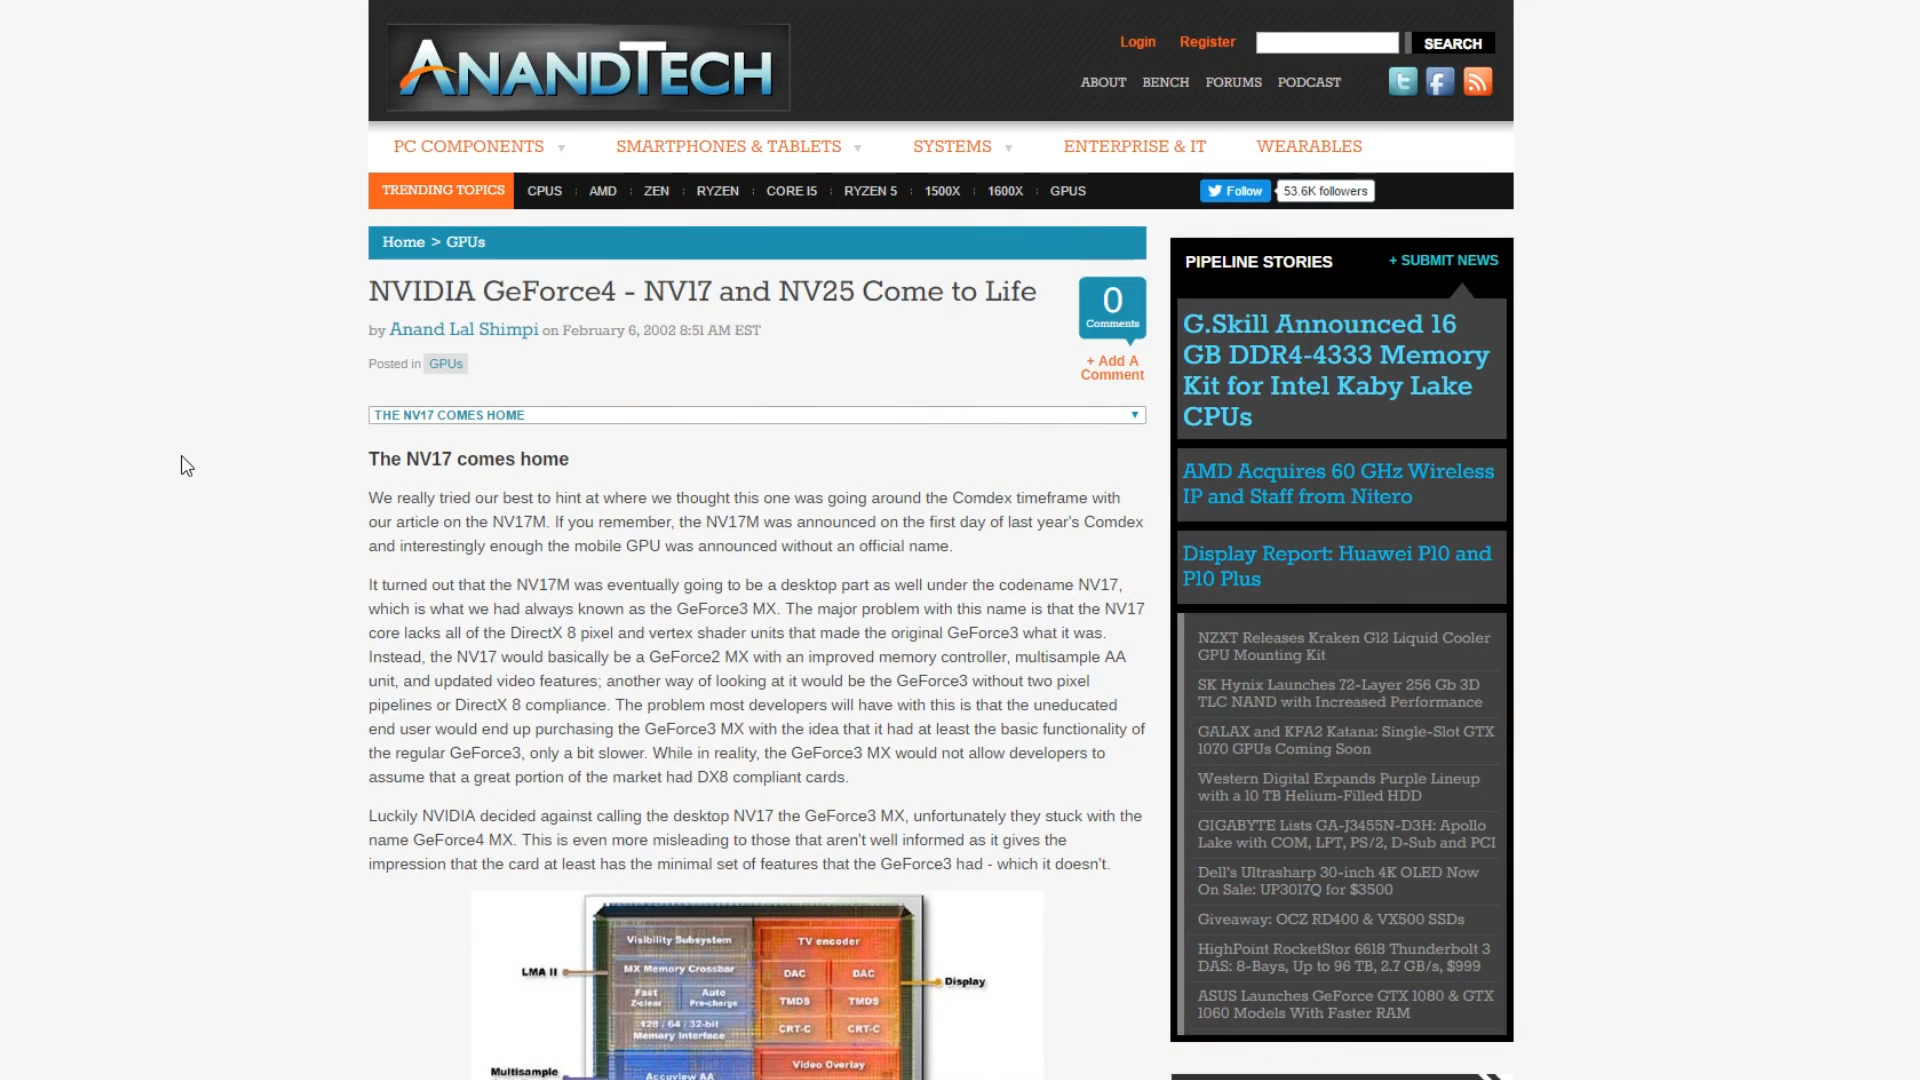 ANANDTECH
Login Register SEARCH
ABOUT BENCH FORUMS PODCAST
PC COMPONENTS SMARTPHONES & TABLETS SYSTEMS ENTERPRISE & IT WEARABLES
TRENDING TOPICS CPUS AMD ZEN RYZEN CORE I5 RYZEN 5 1500X 1600X GPUS Follow 53.6K followers
Home > GPUs
NVIDIA GeForce4 - NV17 and NV25 Come to Life
by Anand Lal Shimpi on February 6, 2002 8:51 AM EST
Posted in GPUs
0
Comments
+ Add A
Comment
THE NV17 COMES HOME
The NV17 comes home
We really tried our best to hint at where we thought this one was going around the Comdex timeframe with
our article on the NV17M. If you remember, the NV17M was announced on the first day of last year's Comdex
and interestingly enough the mobile GPU was announced without an official name.
It turned out that the NV17M was eventually going to be a desktop part as well under the codename NV17,
which is what we had always known as the GeForce3 MX. The major problem with this name is that the NV17
core lacks all of the DirectX 8 pixel and vertex shader units that made the original GeForce3 what it was.
Instead, the NV17 would basically be a GeForce2 MX with an improved memory controller, multisample AA
unit, and updated video features; another way of looking at it would be the GeForce3 without two pixel
pipelines or DirectX 8 compliance. The problem most developers will have with this is that the uneducated
end user would end up purchasing the GeForce3 MX with the idea that it had at least the basic functionality of
the regular GeForce3, only a bit slower. While in reality, the GeForce3 MX would not allow developers to
assume that a great portion of the market had DX8 compliant cards.
Luckily NVIDIA decided against calling the desktop NV17 the GeForce3 MX, unfortunately they stuck with the
name GeForce4 MX. This is even more misleading to those that aren't well informed as it gives the
impression that the card at least has the minimal set of features that the GeForce3 had - which it doesn't.
Visibility Subsystem TV encoder
LMA II MX Memory Crossbar DAC DAC
Display
Fast Auto
Z-clear Pre-charge TMDS TMDS
128 / 64 / 32-bit
Memory Interface CRT-C CRT-C
Multisample Accuview AA Video Overlay
PIPELINE STORIES + SUBMIT NEWS
G.Skill Announced 16
GB DDR4-4333 Memory
Kit for Intel Kaby Lake
CPUs
AMD Acquires 60 GHz Wireless
IP and Staff from Nitero
Display Report: Huawei P10 and
P10 Plus
NZXT Releases Kraken G12 Liquid Cooler
GPU Mounting Kit
SK Hynix Launches 72-Layer 256 Gb 3D
TLC NAND with Increased Performance
GALAX and KFA2 Katana: Single-Slot GTX
1070 GPUs Coming Soon
Western Digital Expands Purple Lineup
with a 10 TB Helium-Filled HDD
GIGABYTE Lists GA-J3455N-D3H: Apollo
Lake with COM, LPT, PS/2, D-Sub and PCI
Dell's Ultrasharp 30-inch 4K OLED Now
On Sale: UP3017Q for $3500
Giveaway: OCZ RD400 & VX500 SSDs
HighPoint RocketStor 6618 Thunderbolt 3
DAS: 8-Bays, Up to 96 TB, 2.7 GB/s, $999
ASUS Launches GeForce GTX 1080 & GTX
1060 Models With Faster RAM